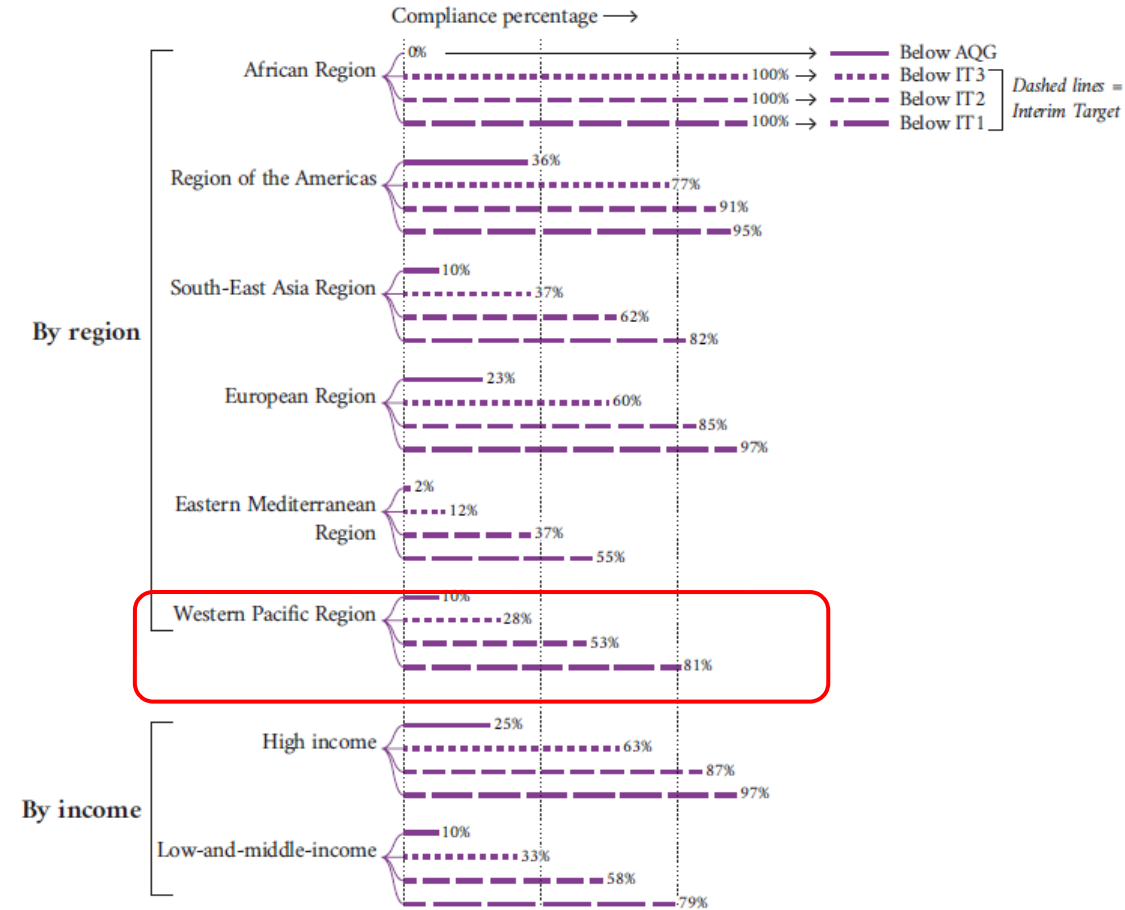 Compliance percentage →
African Region
0% → Below AQG
100% → Below IT3
100% → Below IT2
100% → Below IT1
Dashed lines =
Interim Target
Region of the Americas
36%
77%
91%
95%
By region
South-East Asia Region
10%
37%
62%
82%
European Region
23%
60%
85%
97%
Eastern Mediterranean
Region
2%
12%
37%
55%
Western Pacific Region
10%
28%
53%
81%
By income
High income
25%
63%
87%
97%
Low-and-middle-income
10%
33%
58%
79%